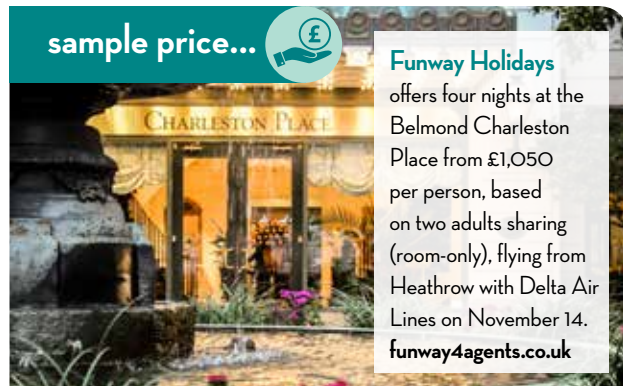 sample price...
£
CHARLESTON PLACE
Funway Holidays
offers four nights at the
Belmond Charleston
Place from £1,050
per person, based
on two adults sharing
(room-only), flying from
Heathrow with Delta Air
Lines on November 14.
funway4agents.co.uk